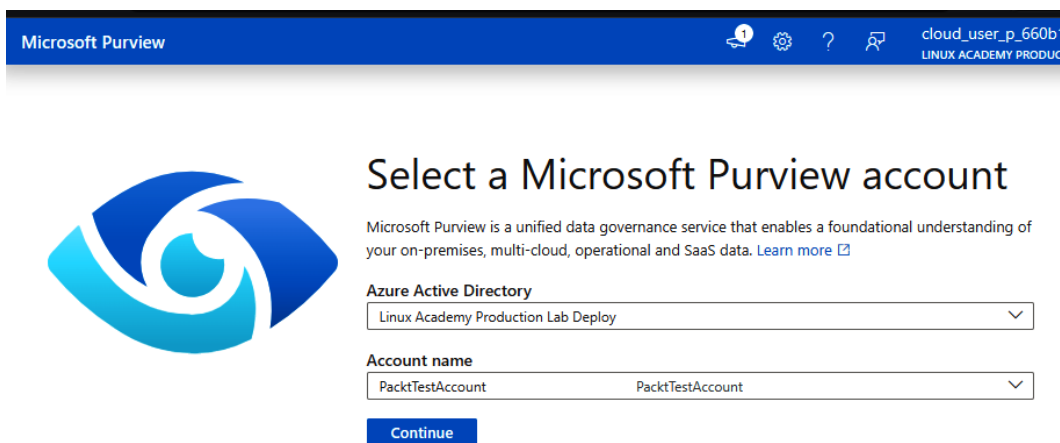 Microsoft Purview
1
cloud_user_p_660b
LINUX ACADEMY PRODUC
Select a Microsoft Purview account
Microsoft Purview is a unified data governance service that enables a foundational understanding of
your on-premises, multi-cloud, operational and SaaS data. Learn more
Azure Active Directory
Linux Academy Production Lab Deploy
Account name
PacktTestAccount PacktTestAccount
Continue